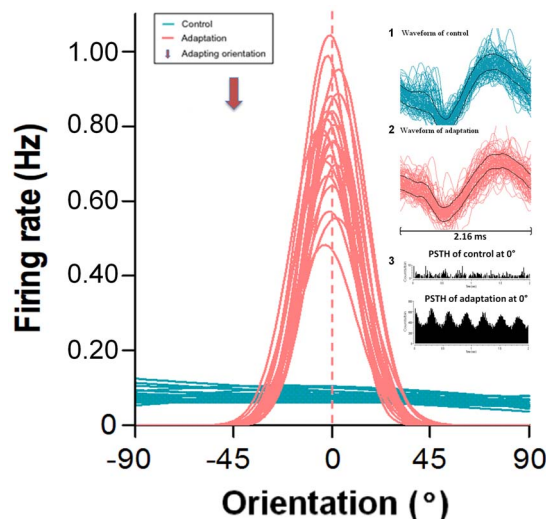 Control
Adaptation
Adapting orientation
1.00
0.80
0.60
0.40
0.20
0
Firing rate (Hz)
-90
-45
0
45
90
Orientation (°)
1 Waveform of control
2 Waveform of adaptation
2.16 ms
3 PSTH of control at 0°
PSTH of adaptation at 0°